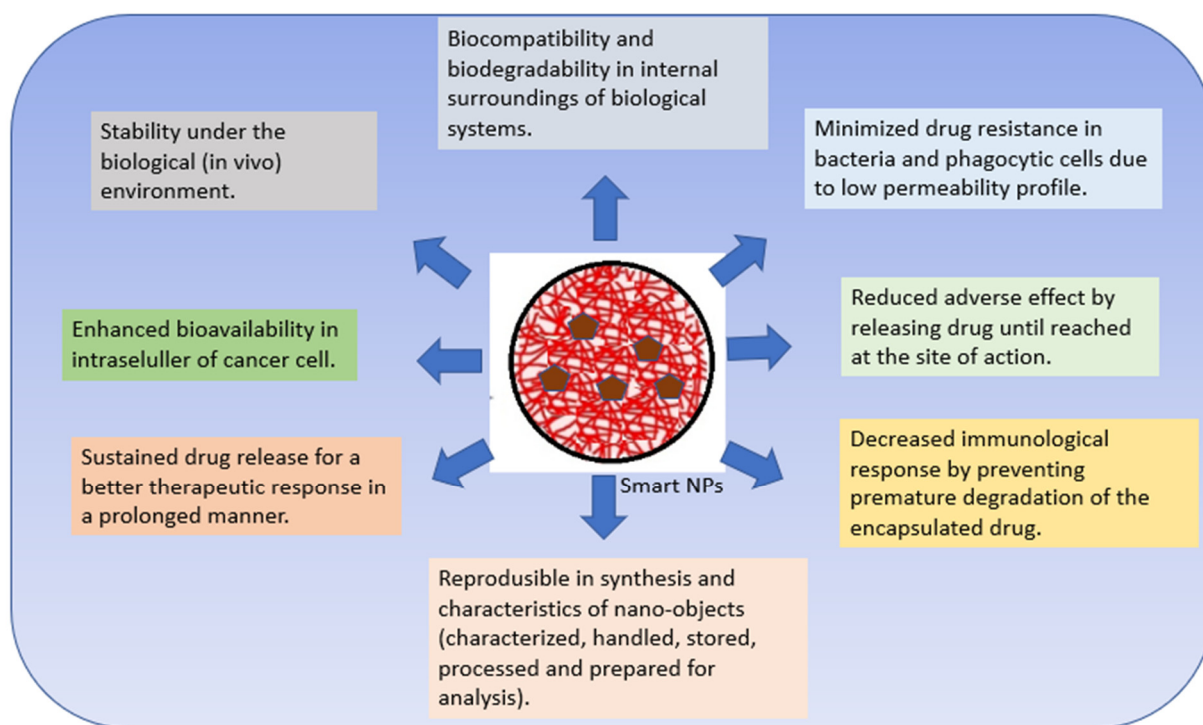 Biocompatibility and
biodegradability in internal
surroundings of biological
systems.
Stability under the
biological (in vivo)
environment.
Minimized drug resistance in
bacteria and phagocytic cells due
to low permeability profile.
Enhanced bioavailability in
intraseluller of cancer cell.
Reduced adverse effect by
releasing drug until reached
at the site of action.
Sustained drug release for a
better therapeutic response in
a prolonged manner.
Smart NPs
Decreased immunological
response by preventing
premature degradation of the
encapsulated drug.
Reprodusible in synthesis and
characteristics of nano-objects
(characterized, handled, stored,
processed and prepared for
analysis).